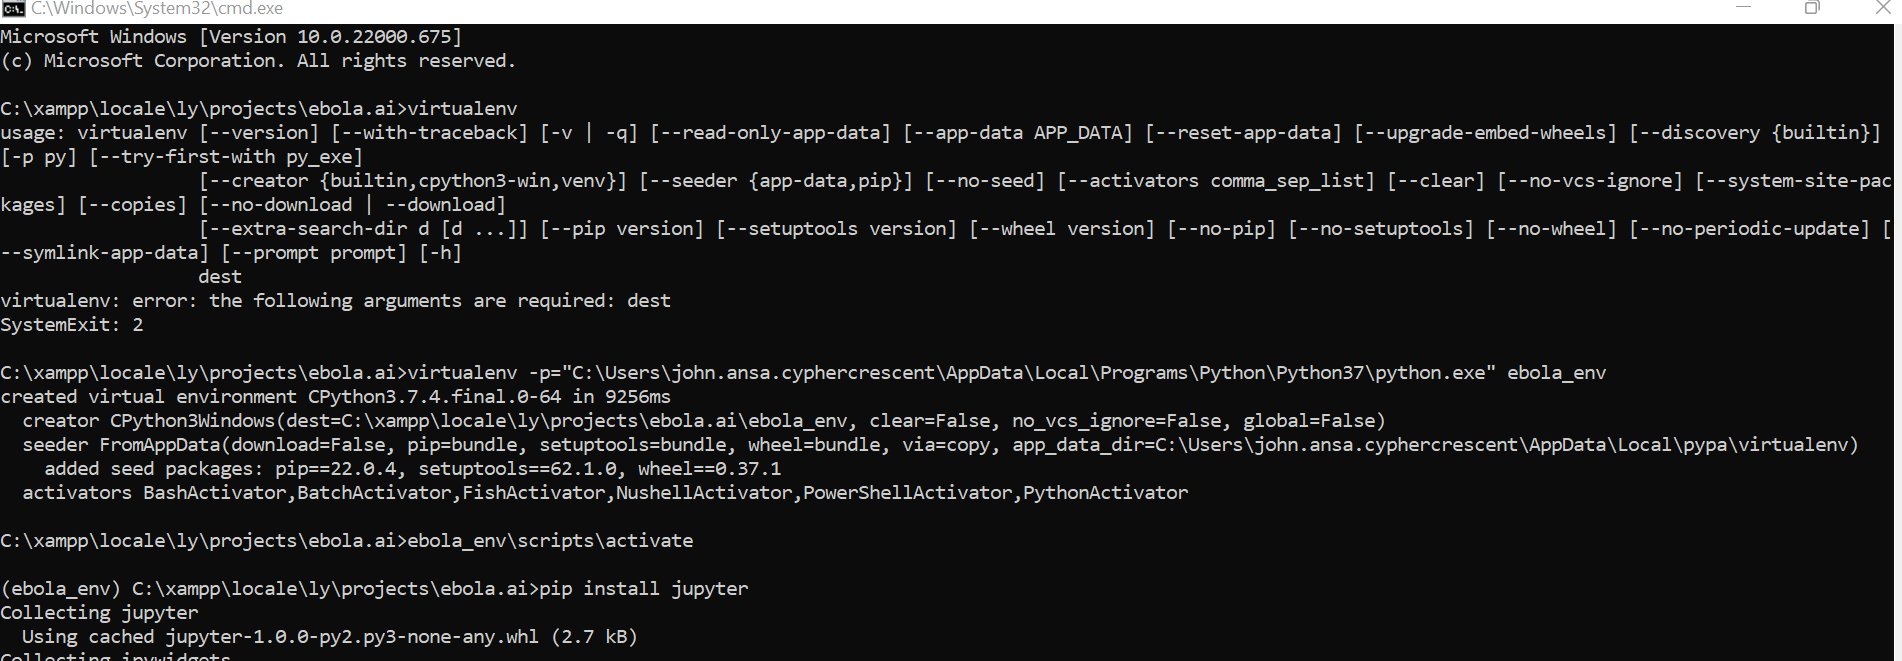 C:\Windows\System32\cmd.exe
Microsoft Windows [Version 10.0.22000.675]
(c) Microsoft Corporation. All rights reserved.
C:\xampp\locale\ly\projects\ebola.ai>virtualenv
usage: virtualenv [--version] [--with-traceback] [-v | -q] [--read-only-app-data] [--app-data APP_DATA] [--reset-app-data] [--upgrade-embed-wheels] [--discovery {builtin}]
[-p py] [--try-first-with py_exe]
[--creator {builtin,cpython3-win,venv}] [--seeder {app-data,pip}] [--no-seed] [--activators comma_sep_list] [--clear] [--no-vcs-ignore] [--system-site-pac
kages] [--copies] [--no-download | --download]
[--extra-search-dir d [d ...]] [--pip version] [--setuptools version] [--wheel version] [--no-pip] [--no-setuptools] [--no-wheel] [--no-periodic-update] [
--symlink-app-data] [--prompt prompt] [-h]
dest
virtualenv: error: the following arguments are required: dest
SystemExit: 2
C:\xampp\locale\ly\projects\ebola.ai>virtualenv -p="C:\Users\john.ansa.cyphercrescent\AppData\Local\Programs\Python\Python37\python.exe" ebola_env
created virtual environment CPython3.7.4.final.0-64 in 9256ms
creator CPython3Windows(dest=C:\xampp\locale\ly\projects\ebola.ai\ebola_env, clear=False, no_vcs_ignore=False, global=False)
seeder FromAppData(download=False, pip=bundle, setuptools=bundle, wheel=bundle, via=copy, app_data_dir=C:\Users\john.ansa.cyphercrescent\AppData\Local\pypa\virtualenv)
added seed packages: pip==22.0.4, setuptools==62.1.0, wheel==0.37.1
activators BashActivator,BatchActivator,FishActivator,NushellActivator,PowerShellActivator,PythonActivator
C:\xampp\locale\ly\projects\ebola.ai>ebola_env\scripts\activate
(ebola_env) C:\xampp\locale\ly\projects\ebola.ai>pip install jupyter
Collecting jupyter
Using cached jupyter-1.0.0-py2.py3-none-any.whl (2.7 kB)
Collecting ipywidgets